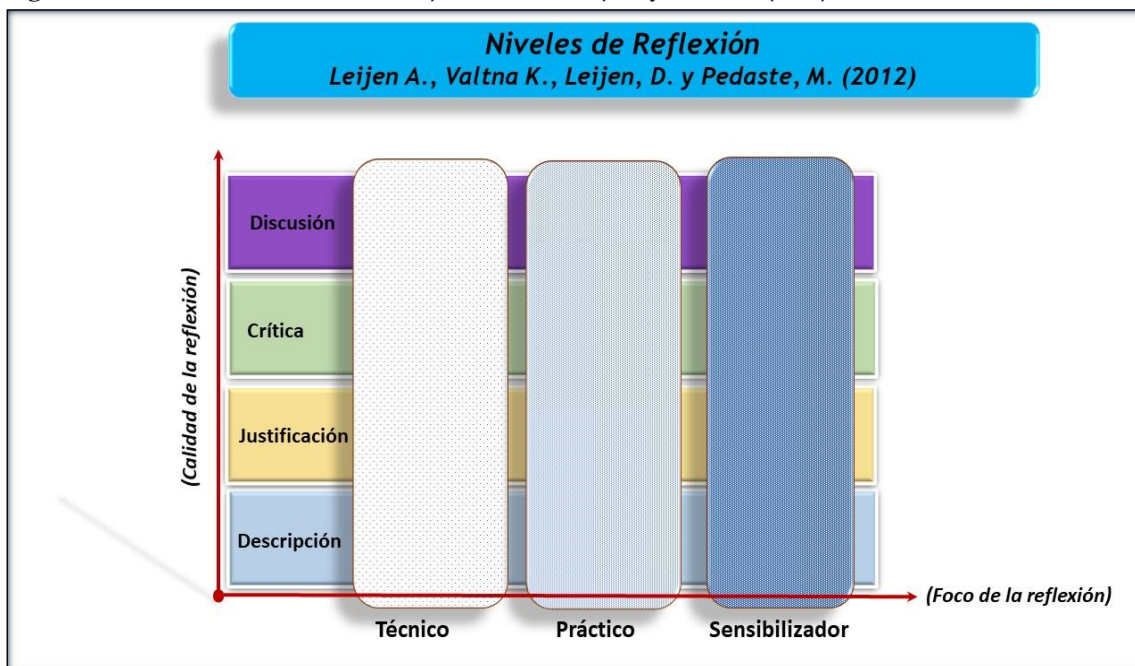 Niveles de Reflexión
Leijen A., Valtna K., Leijen, D. y Pedaste, M. (2012)
Discusión
Crítica
Justificación
Descripción
(Calidad de la reflexión)
(Foco de la reflexión)
Técnico
Práctico
Sensibilizador